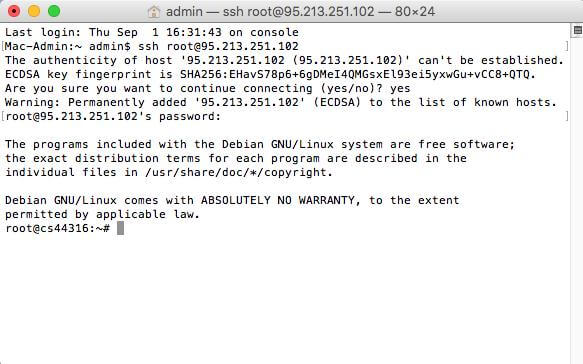 admin — ssh root@95.213.251.102 — 80×24
Last login: Thu Sep  1 16:31:43 on console
[Mac-Admin:~ admin$ ssh root@95.213.251.102 ]
The authenticity of host '95.213.251.102 (95.213.251.102)' can't be established.
ECDSA key fingerprint is SHA256:EHavS78p6+6gDMeI4QMGsxEl93ei5yxwGu+vCC8+QTQ.
Are you sure you want to continue connecting (yes/no)? yes
Warning: Permanently added '95.213.251.102' (ECDSA) to the list of known hosts.
[root@95.213.251.102's password: ]
The programs included with the Debian GNU/Linux system are free software;
the exact distribution terms for each program are described in the
individual files in /usr/share/doc/*/copyright.
Debian GNU/Linux comes with ABSOLUTELY NO WARRANTY, to the extent
permitted by applicable law.
root@cs44316:~#